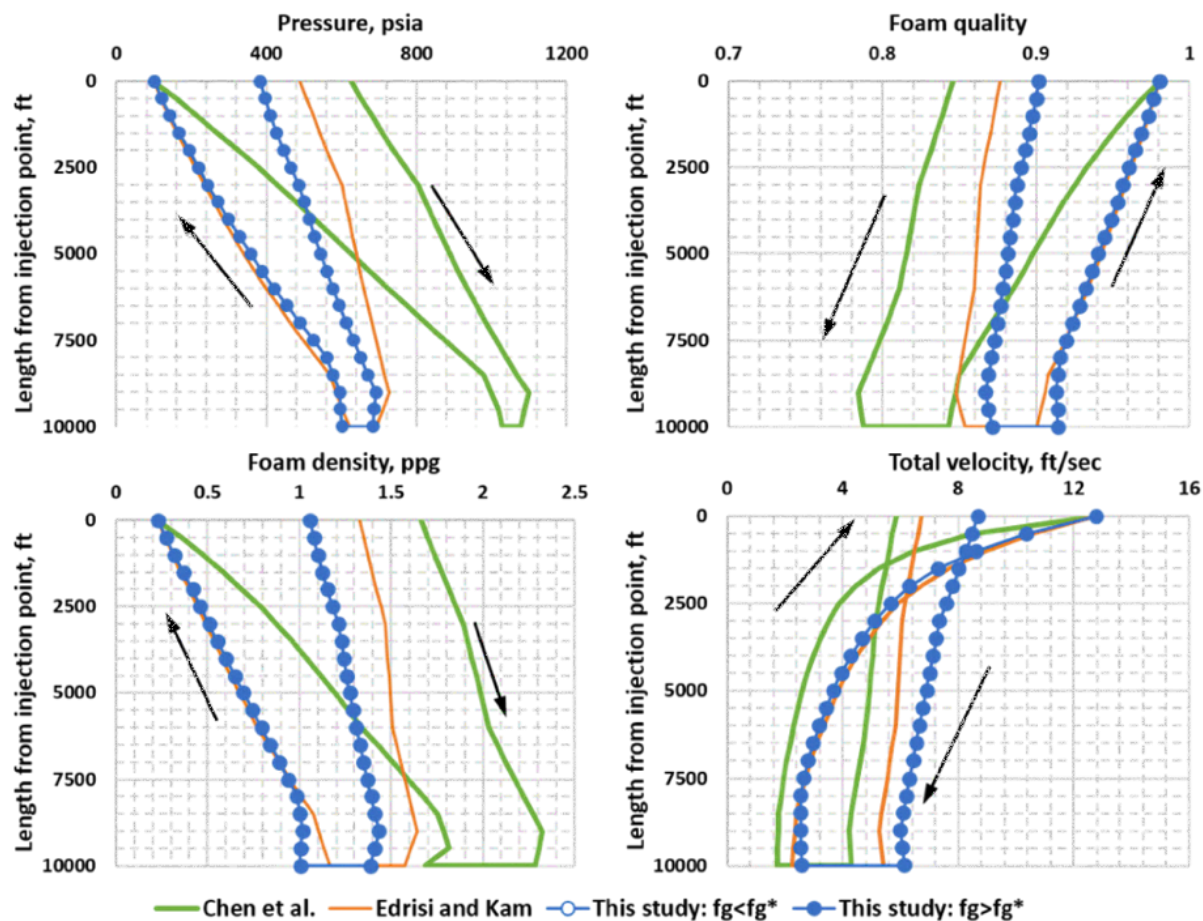 Pressure, psia
0 400 800 1200
Length from injection point, ft
0
2500
5000
7500
10000
Foam quality
0.7 0.8 0.9 1
Length from injection point, ft
0
2500
5000
7500
10000
Foam density, ppg
0 0.5 1 1.5 2 2.5
Length from injection point, ft
0
2500
5000
7500
10000
Total velocity, ft/sec
0 4 8 12 16
Length from injection point, ft
0
2500
5000
7500
10000
Chen et al. Edrisi and Kam This study: fg<fg* This study: fg>fg*